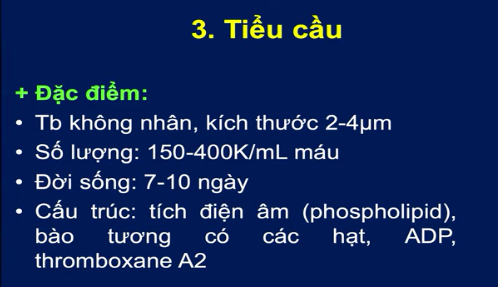 3. Tiểu cầu
+ Đặc điểm:
• Tb không nhân, kích thước 2-4µm
• Số lượng: 150-400K/mL máu
• Đời sống: 7-10 ngày
• Cấu trúc: tích điện âm (phospholipid),
bào tương có các hạt, ADP,
thromboxane A2